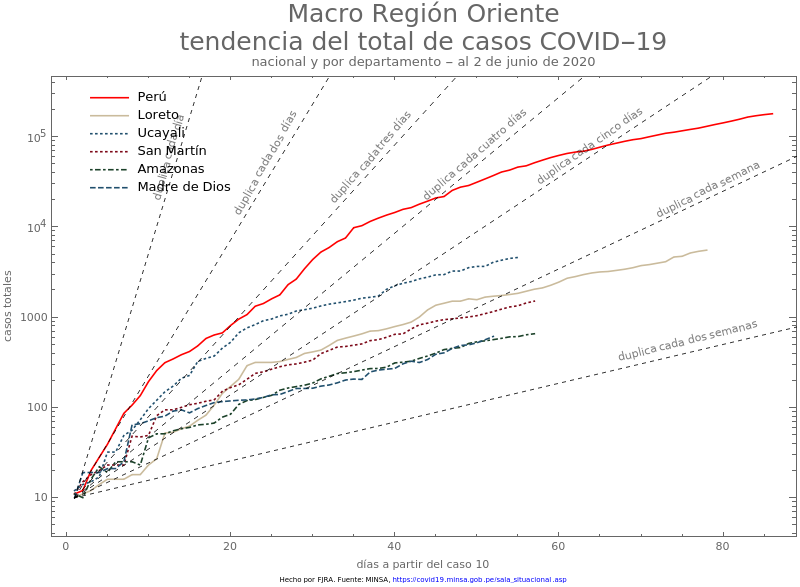 Macro Región Oriente
tendencia del total de casos COVID–19
nacional y por departamento – al 2 de junio de 2020
Perú
Loreto
Ucayali
San Martín
Amazonas
Madre de Dios
duplica cada día
duplica cada dos días
duplica cada tres días
duplica cada cuatro días
duplica cada cinco días
duplica cada semana
duplica cada dos semanas
casos totales
10^5
10^4
1000
100
10
0 20 40 60 80
días a partir del caso 10
Hecho por FJRA. Fuente: MINSA, https://covid19.minsa.gob.pe/sala_situacional.asp